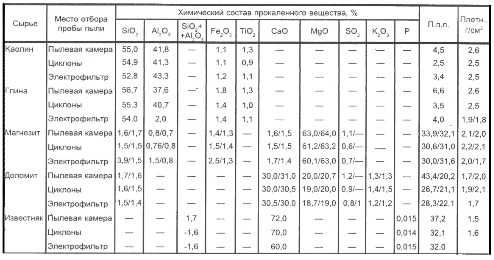 Сырье Место отбора пробы пыли Химический состав прокаленного вещества, % П.п.п. Плотн., г/см³
SiO₂ Al₂O₃ SiO₂+ +Al₂O₃ Fe₂O₃ TiO₂ CaO MgO SO₃ K₂O₃ P
Каолин Пылевая камера 55,0 41,8 — 1,1 1,3 — — — — — 4,5 2,6
Циклоны 54,9 41,3 — 1,1 0,9 — — — — — 2,5 2,5
Электрофильтр 52,8 43,3 — 1,2 1,1 — — — — — 3,4 2,5
Глина Пылевая камера 56,7 37,6 — 1,8 1,3 — — — — — 6,6 2,6
Циклоны 55,3 40,7 — 1,4 1,0 — — — — — 3,5 2,5
Электрофильтр 54,0 2,0 — 1,4 1,1 — — — — — 4,0 1,9/1,8
Магнезит Пылевая камера 1,6/1,7 0,8/0,7 — 1,4/1,3 — 1,6/1,5 63,0/64,0 1,1/— — — 33,9/32,1 2,1/2,0
Циклоны 1,5/1,5 0,76/0,8 — 1,5/1,4 — 1,5/1,5 61,2/63,2 0,6/— — — 30,6/31,0 2,2/2,1
Электрофильтр 3,9/1,5 1,5/0,8 — 2,5/1,3 — 1,7/1,4 60,1/63,0 0,7/— — — 30,0/31,6 2,0/1,7
Доломит Пылевая камера 1,7/1,6 — — — — 30,0/31,0 20,0/20,7 1,2/— 1,3/1,3 — 43,4/20,2 1,7/2,0
Циклоны 1,6/1,5 — — — — 30,0/30,5 19,0/20,0 0,9/— 1,4/1,5 — 26,7/21,1 1,9/2,1
Электрофильтр 1,5/1,4 — — — — 30,5/30,0 18,7/19,0 0,8/1 1,2/1,2 — 28,3/22,1 1,7
Известняк Пылевая камера — — 1,7 — — 72,0 — — — 0,015 37,2 1,5
Циклоны — — -1,6 — — 70,0 — — — 0,014 32,1 1,6
Электрофильтр — — -1,6 — — 60,0 — — — 0,015 32.0